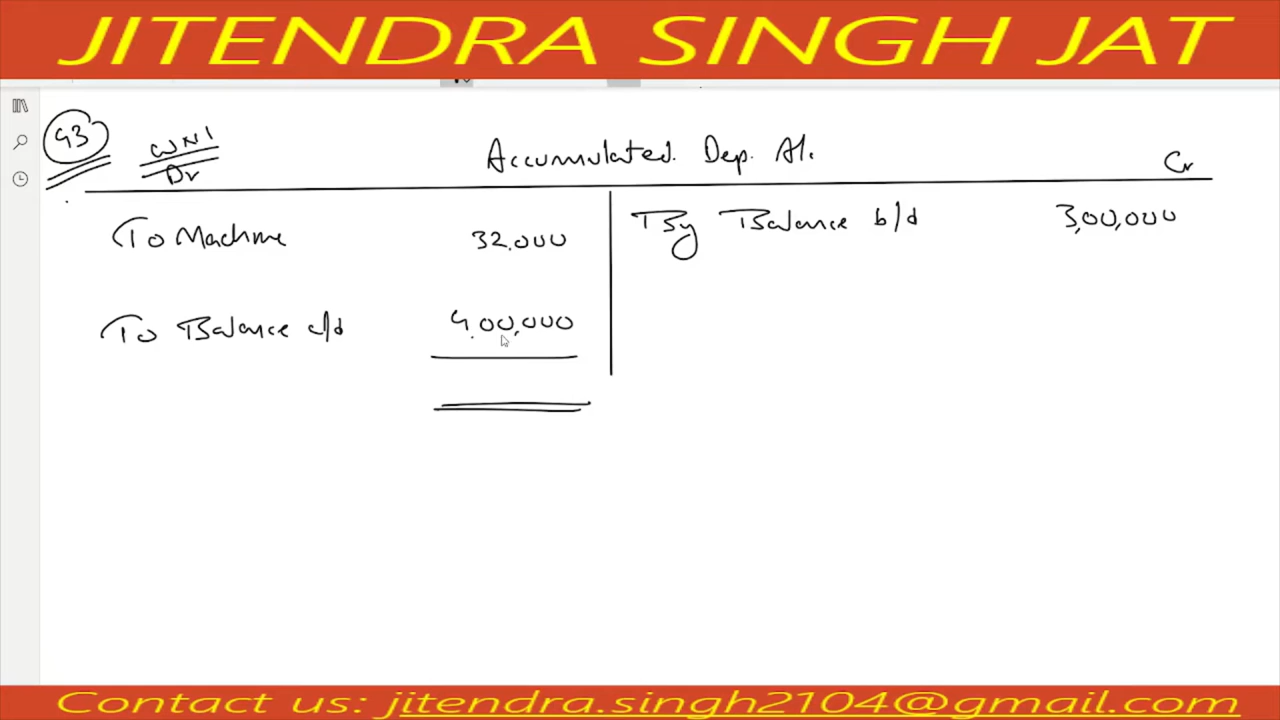 JITENDRA SINGH JAT
43
WN1
Accumulated. Dep. A/.
Dr
Cr
To Machine 32,000
By Balance b/d 3,00,000
To Balance c/d 4,00,000
Contact us: jitendra.singh2104@gmail.com